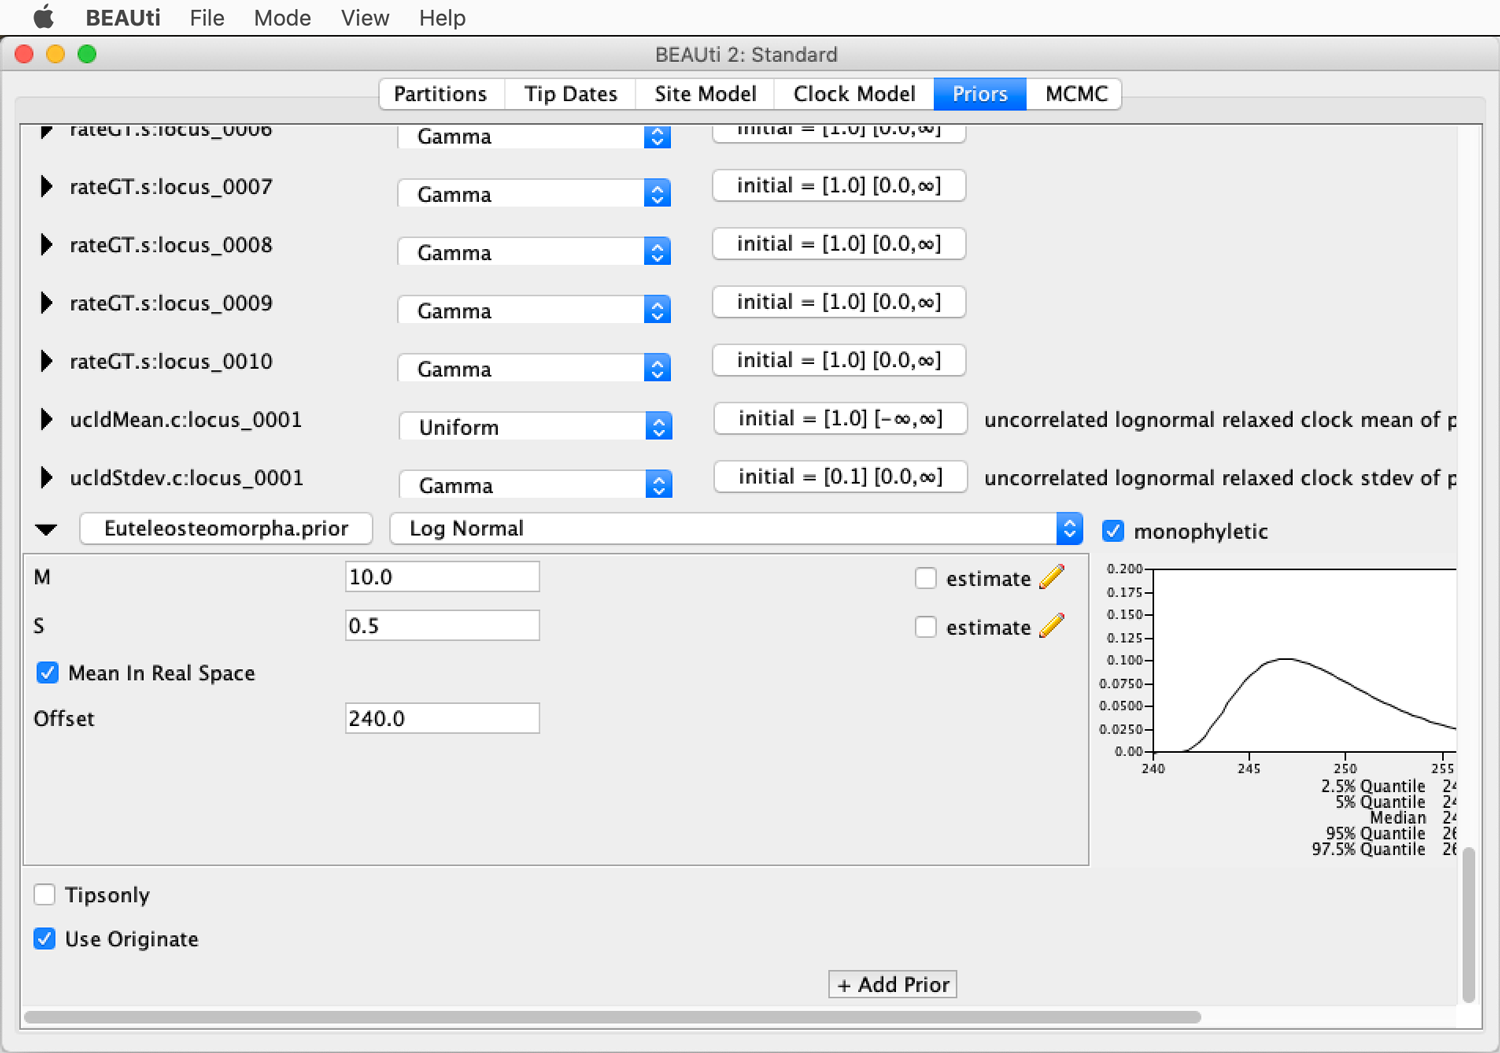 BEAUti File Mode View Help
BEAUti 2: Standard
Partitions Tip Dates Site Model Clock Model Priors MCMC
rateGT.s:locus_0006 Gamma initial = [1.0] [0.0,∞]
rateGT.s:locus_0007 Gamma initial = [1.0] [0.0,∞]
rateGT.s:locus_0008 Gamma initial = [1.0] [0.0,∞]
rateGT.s:locus_0009 Gamma initial = [1.0] [0.0,∞]
rateGT.s:locus_0010 Gamma initial = [1.0] [0.0,∞]
ucldMean.c:locus_0001 Uniform initial = [1.0] [-∞,∞] uncorrelated lognormal relaxed clock mean of p
ucldStdev.c:locus_0001 Gamma initial = [0.1] [0.0,∞] uncorrelated lognormal relaxed clock stdev of p
Euteleosteomorpha.prior Log Normal monophyletic
M 10.0 estimate
S 0.5 estimate
Mean In Real Space
Offset 240.0
0.200
0.175
0.150
0.125
0.100
0.0750
0.0500
0.0250
0.00
240 245 250 255
2.5% Quantile 24
5% Quantile 24
Median 24
95% Quantile 26
97.5% Quantile 26
Tipsonly
Use Originate
+ Add Prior